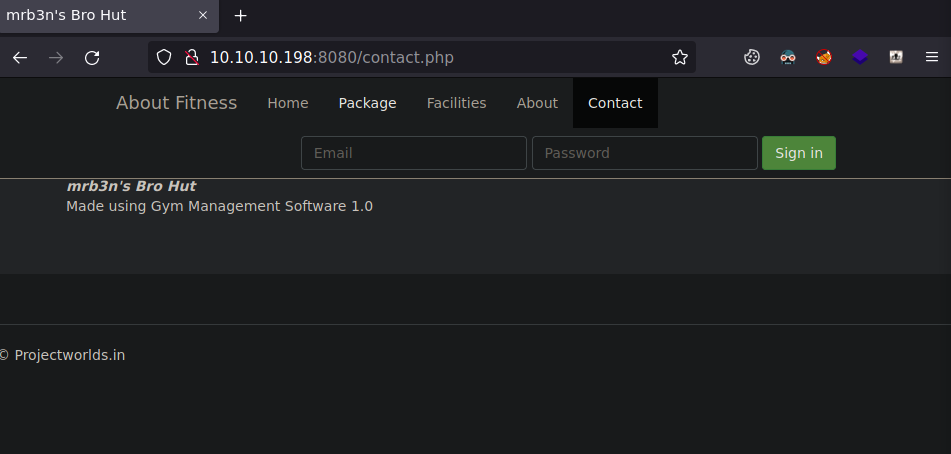 mrb3n's Bro Hut
10.10.10.198:8080/contact.php
About Fitness Home Package Facilities About Contact
Email Password Sign in
mrb3n's Bro Hut
Made using Gym Management Software 1.0
© Projectworlds.in